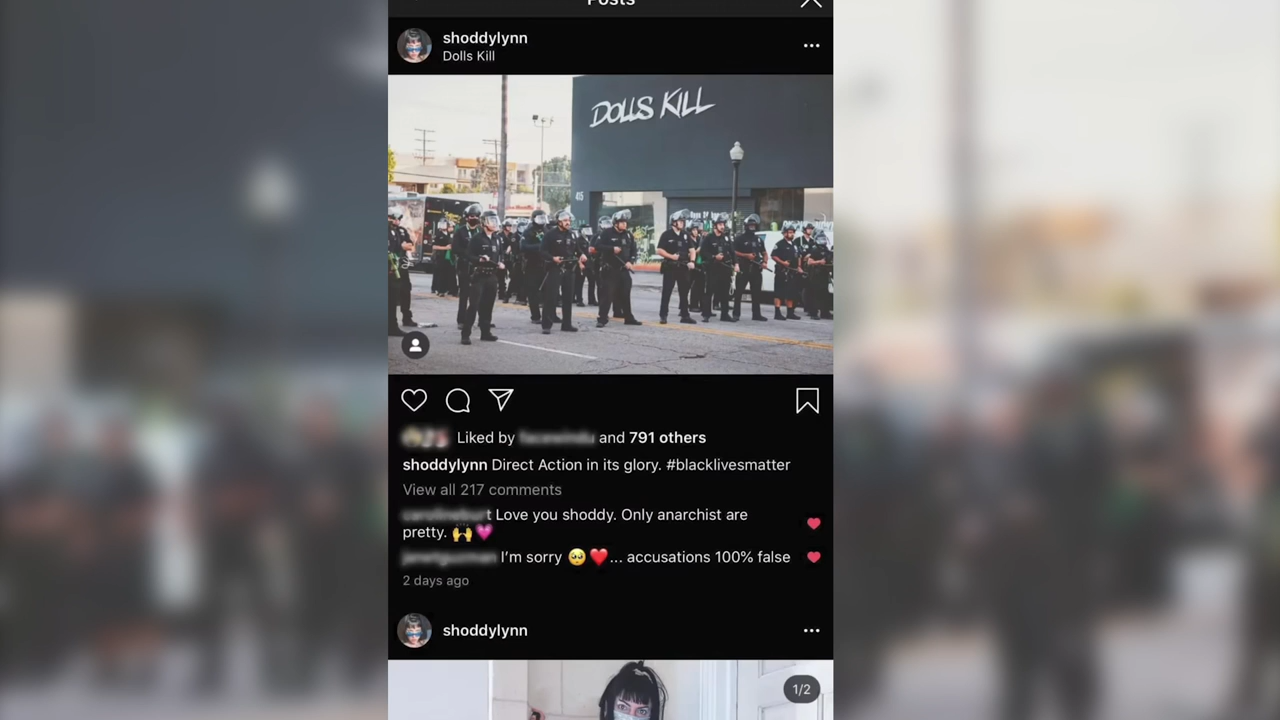 Posts
shoddylynn
Dolls Kill
DOLLS KILL
415
Liked by and 791 others
shoddylynn Direct Action in its glory. #blacklivesmatter
View all 217 comments
t Love you shoddy. Only anarchist are
pretty. 🙌💗
I'm sorry 🥺❤️... accusations 100% false
2 days ago
shoddylynn
1/2